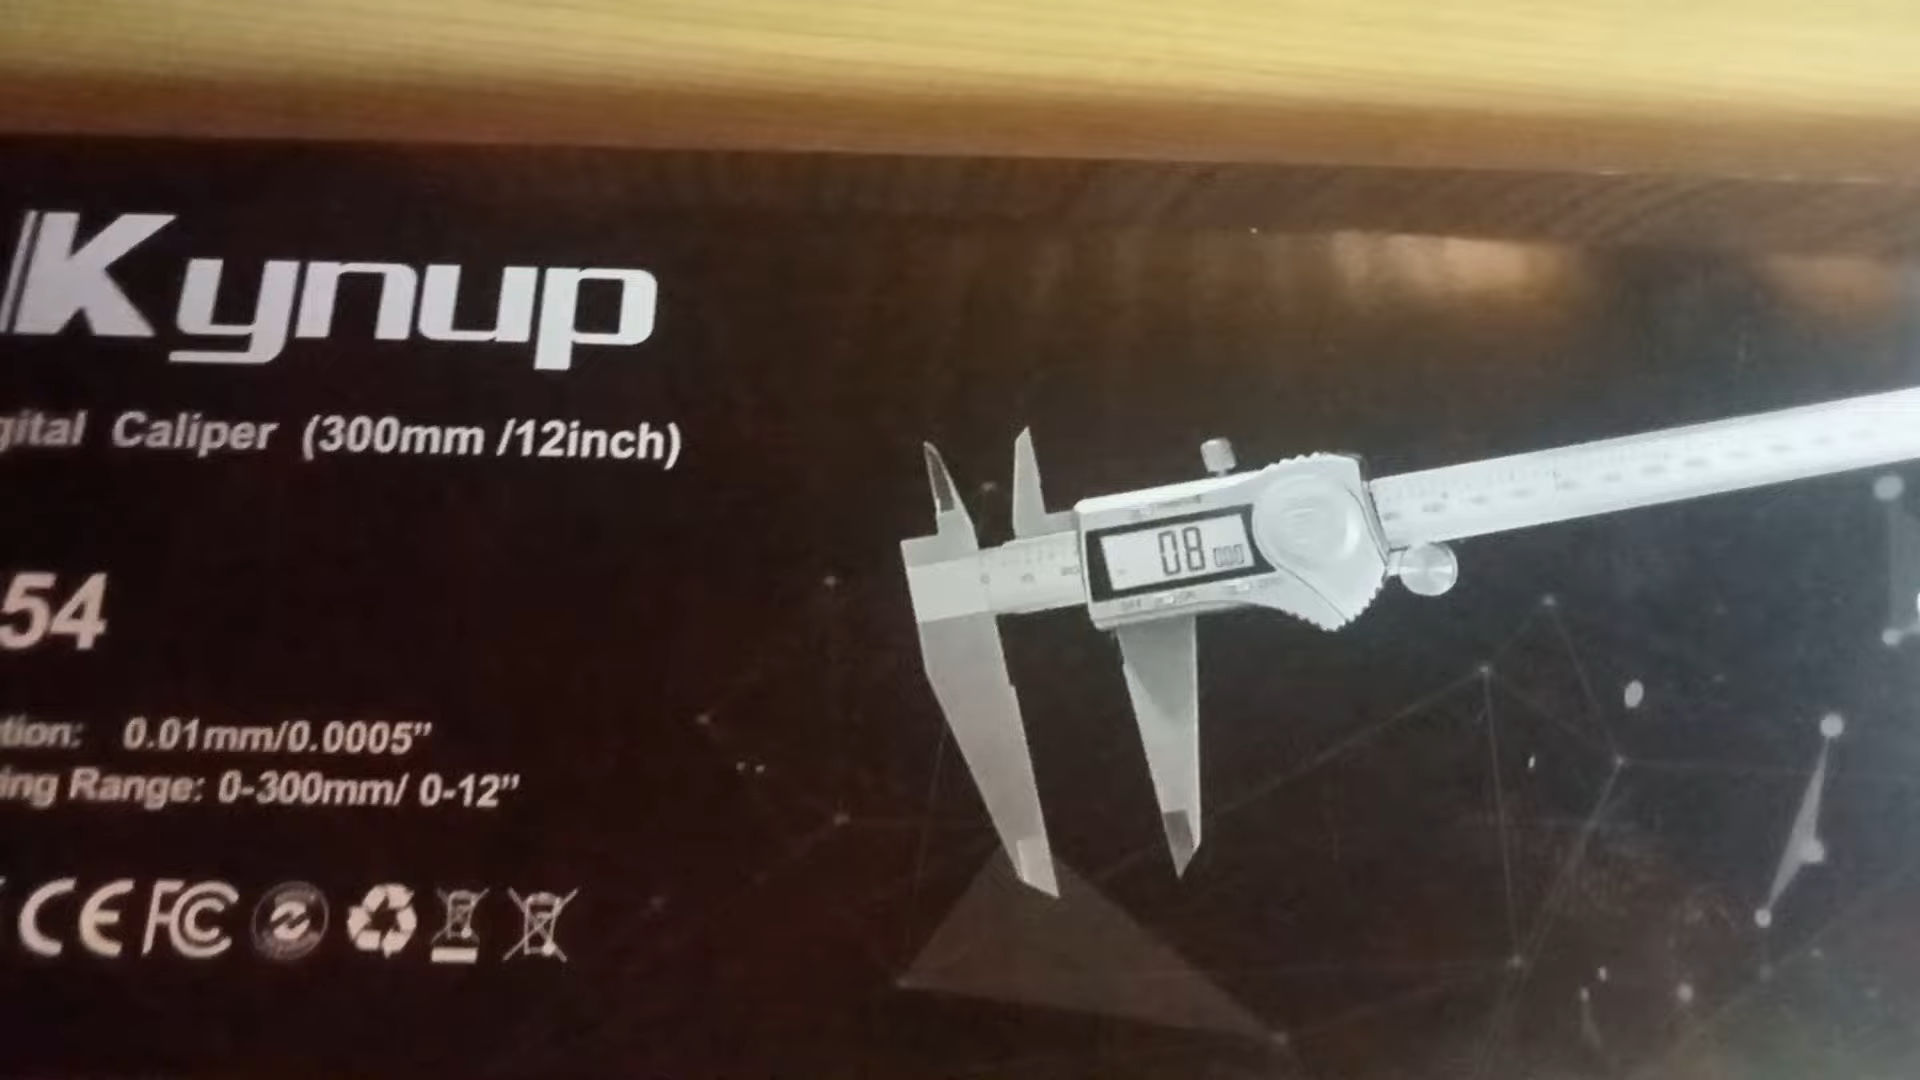 Kynup
gital Caliper (300mm /12inch)
54
tion: 0.01mm/0.0005”
ing Range: 0-300mm/ 0-12”
CE FC
08